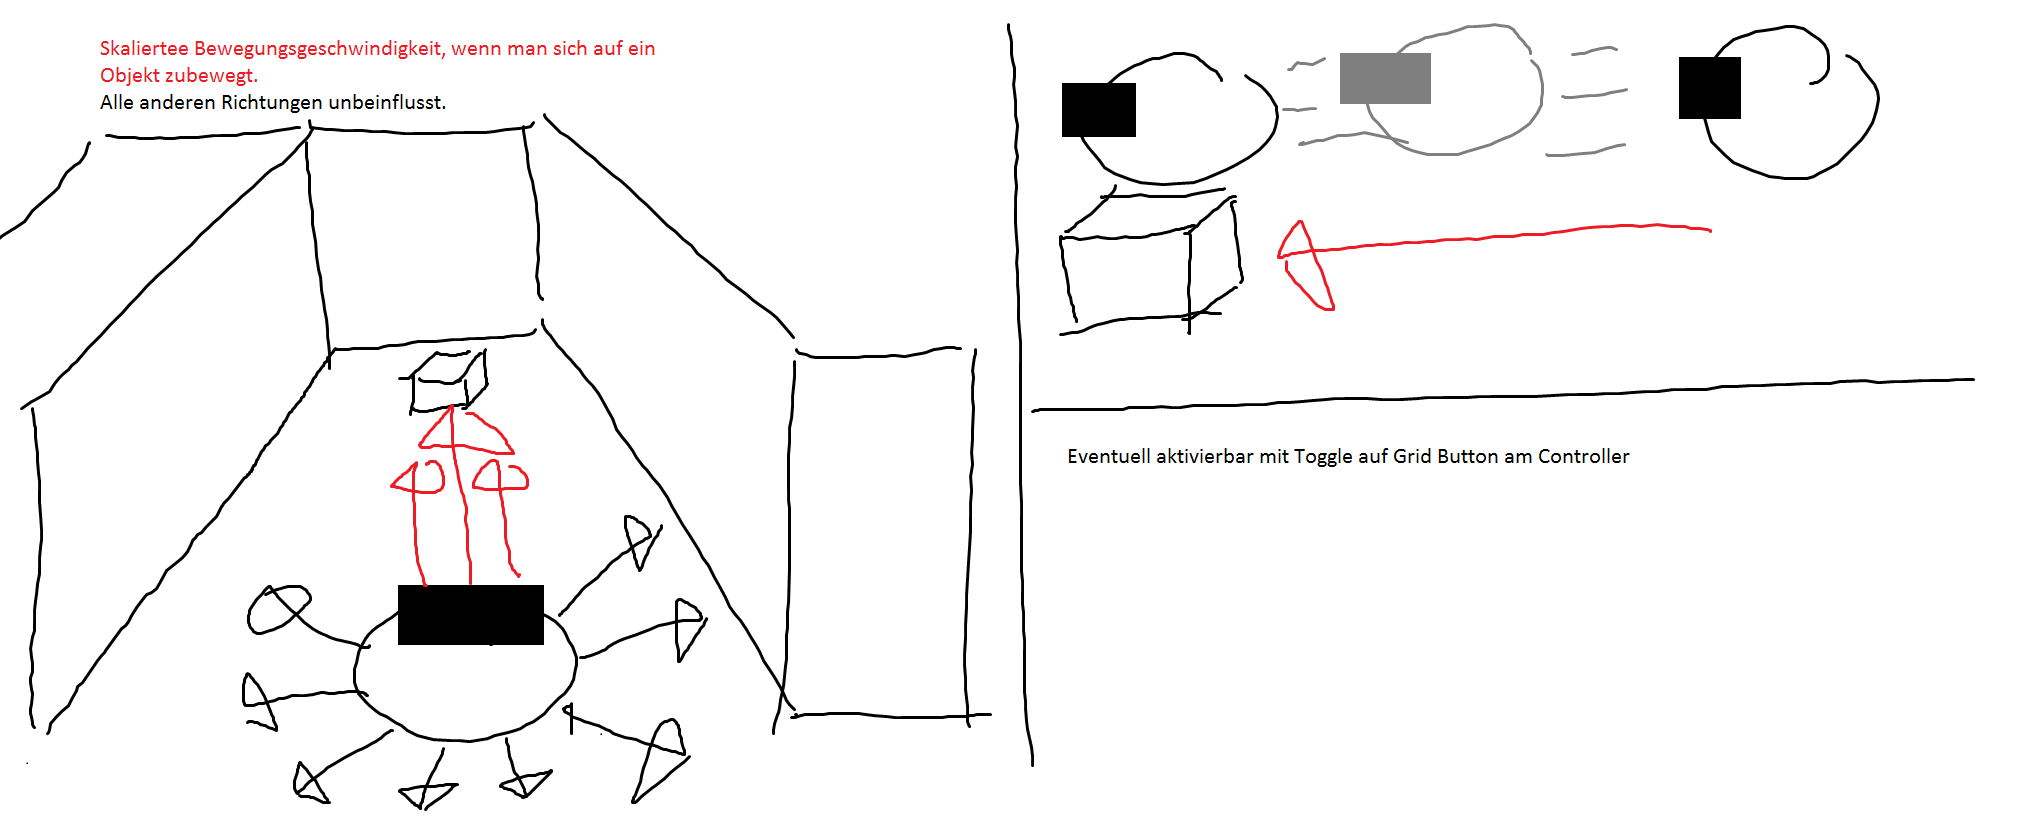 Skaliertee Bewegungsgeschwindigkeit, wenn man sich auf ein
Objekt zubewegt.
Alle anderen Richtungen unbeinflusst.
Eventuell aktivierbar mit Toggle auf Grid Button am Controller